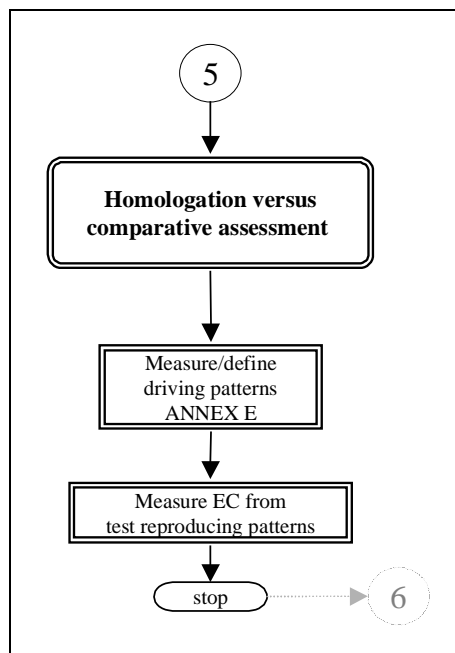 5
Homologation versus
comparative assessment
Measure/define
driving patterns
ANNEX E
Measure EC from
test reproducing patterns
stop
6